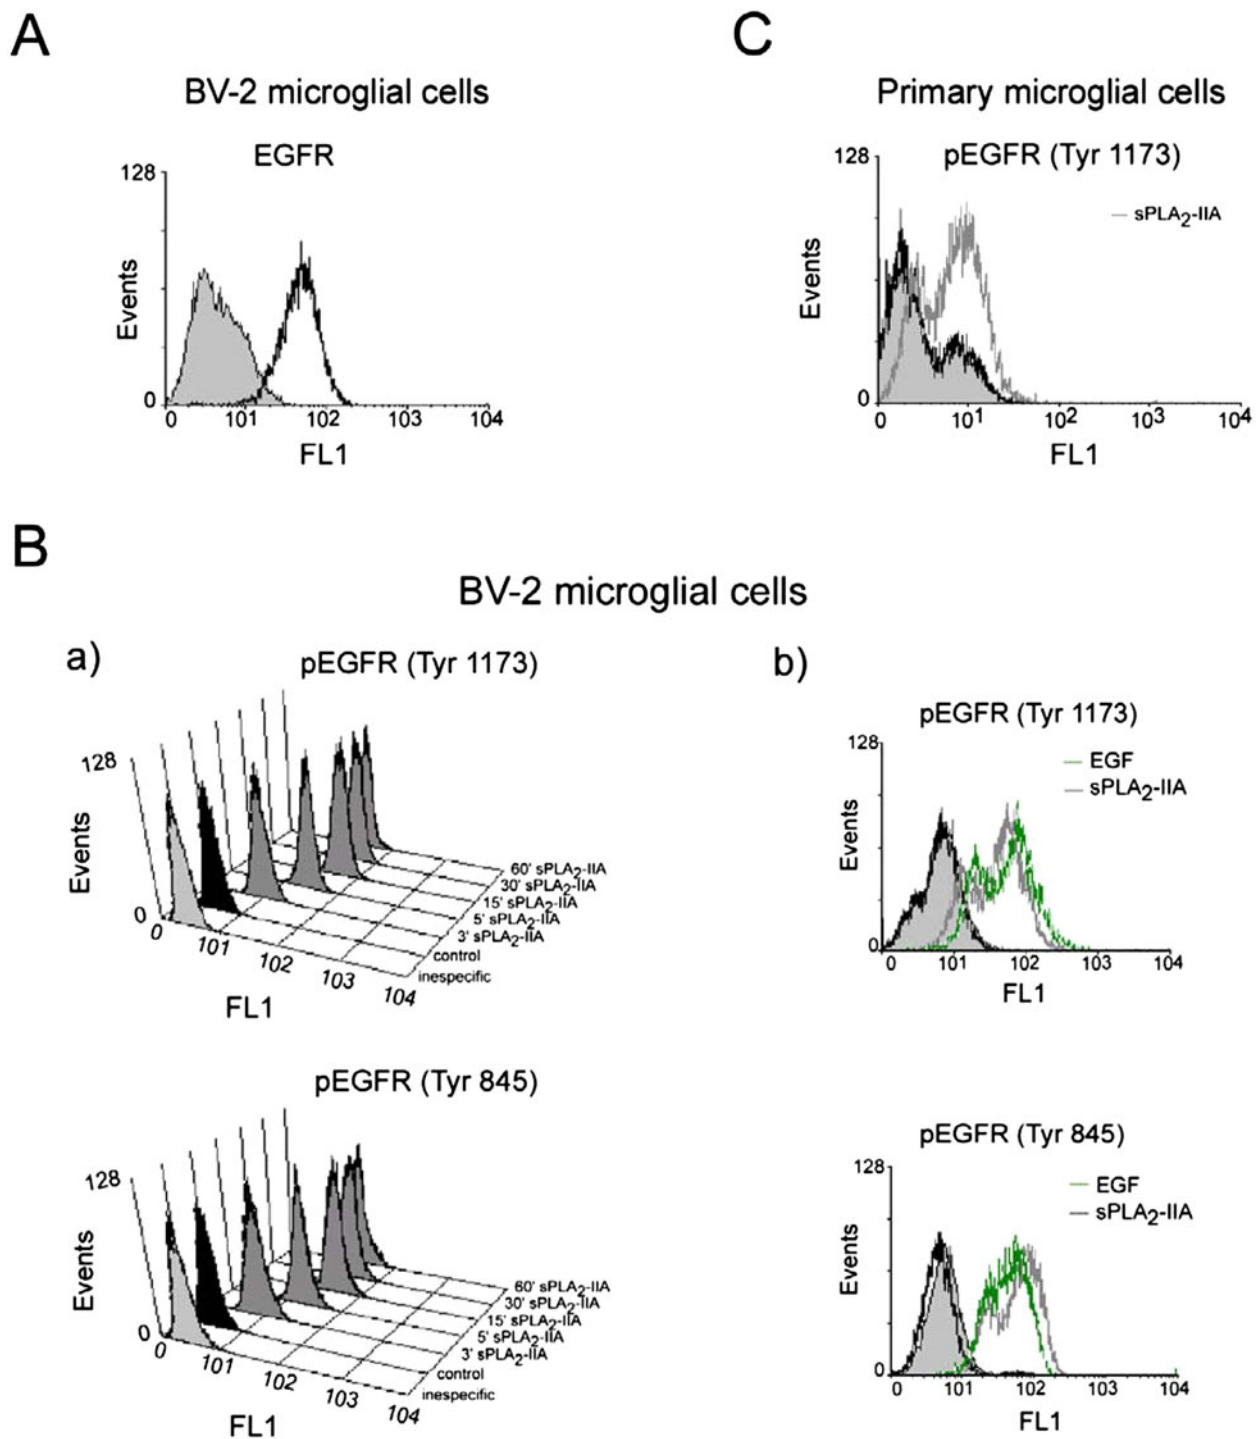 A
BV-2 microglial cells
EGFR
128
Events
0
0 101 102 103 104
FL1
C
Primary microglial cells
pEGFR (Tyr 1173)
128
sPLA2-IIA
Events
0
0 10¹ 10² 10³ 10⁴
FL1
B
BV-2 microglial cells
a)
pEGFR (Tyr 1173)
128
Events
0
0 101 102 103 104
FL1
60' sPLA2-IIA
30' sPLA2-IIA
15' sPLA2-IIA
5' sPLA2-IIA
3' sPLA2-IIA
control
inespecific
pEGFR (Tyr 845)
128
Events
0
0 101 102 103 104
FL1
60' sPLA2-IIA
30' sPLA2-IIA
15' sPLA2-IIA
5' sPLA2-IIA
3' sPLA2-IIA
control
inespecific
b)
pEGFR (Tyr 1173)
128
EGF
sPLA2-IIA
Events
0
0 101 102 103 104
FL1
pEGFR (Tyr 845)
128
EGF
sPLA2-IIA
Events
0
0 101 102 103 104
FL1